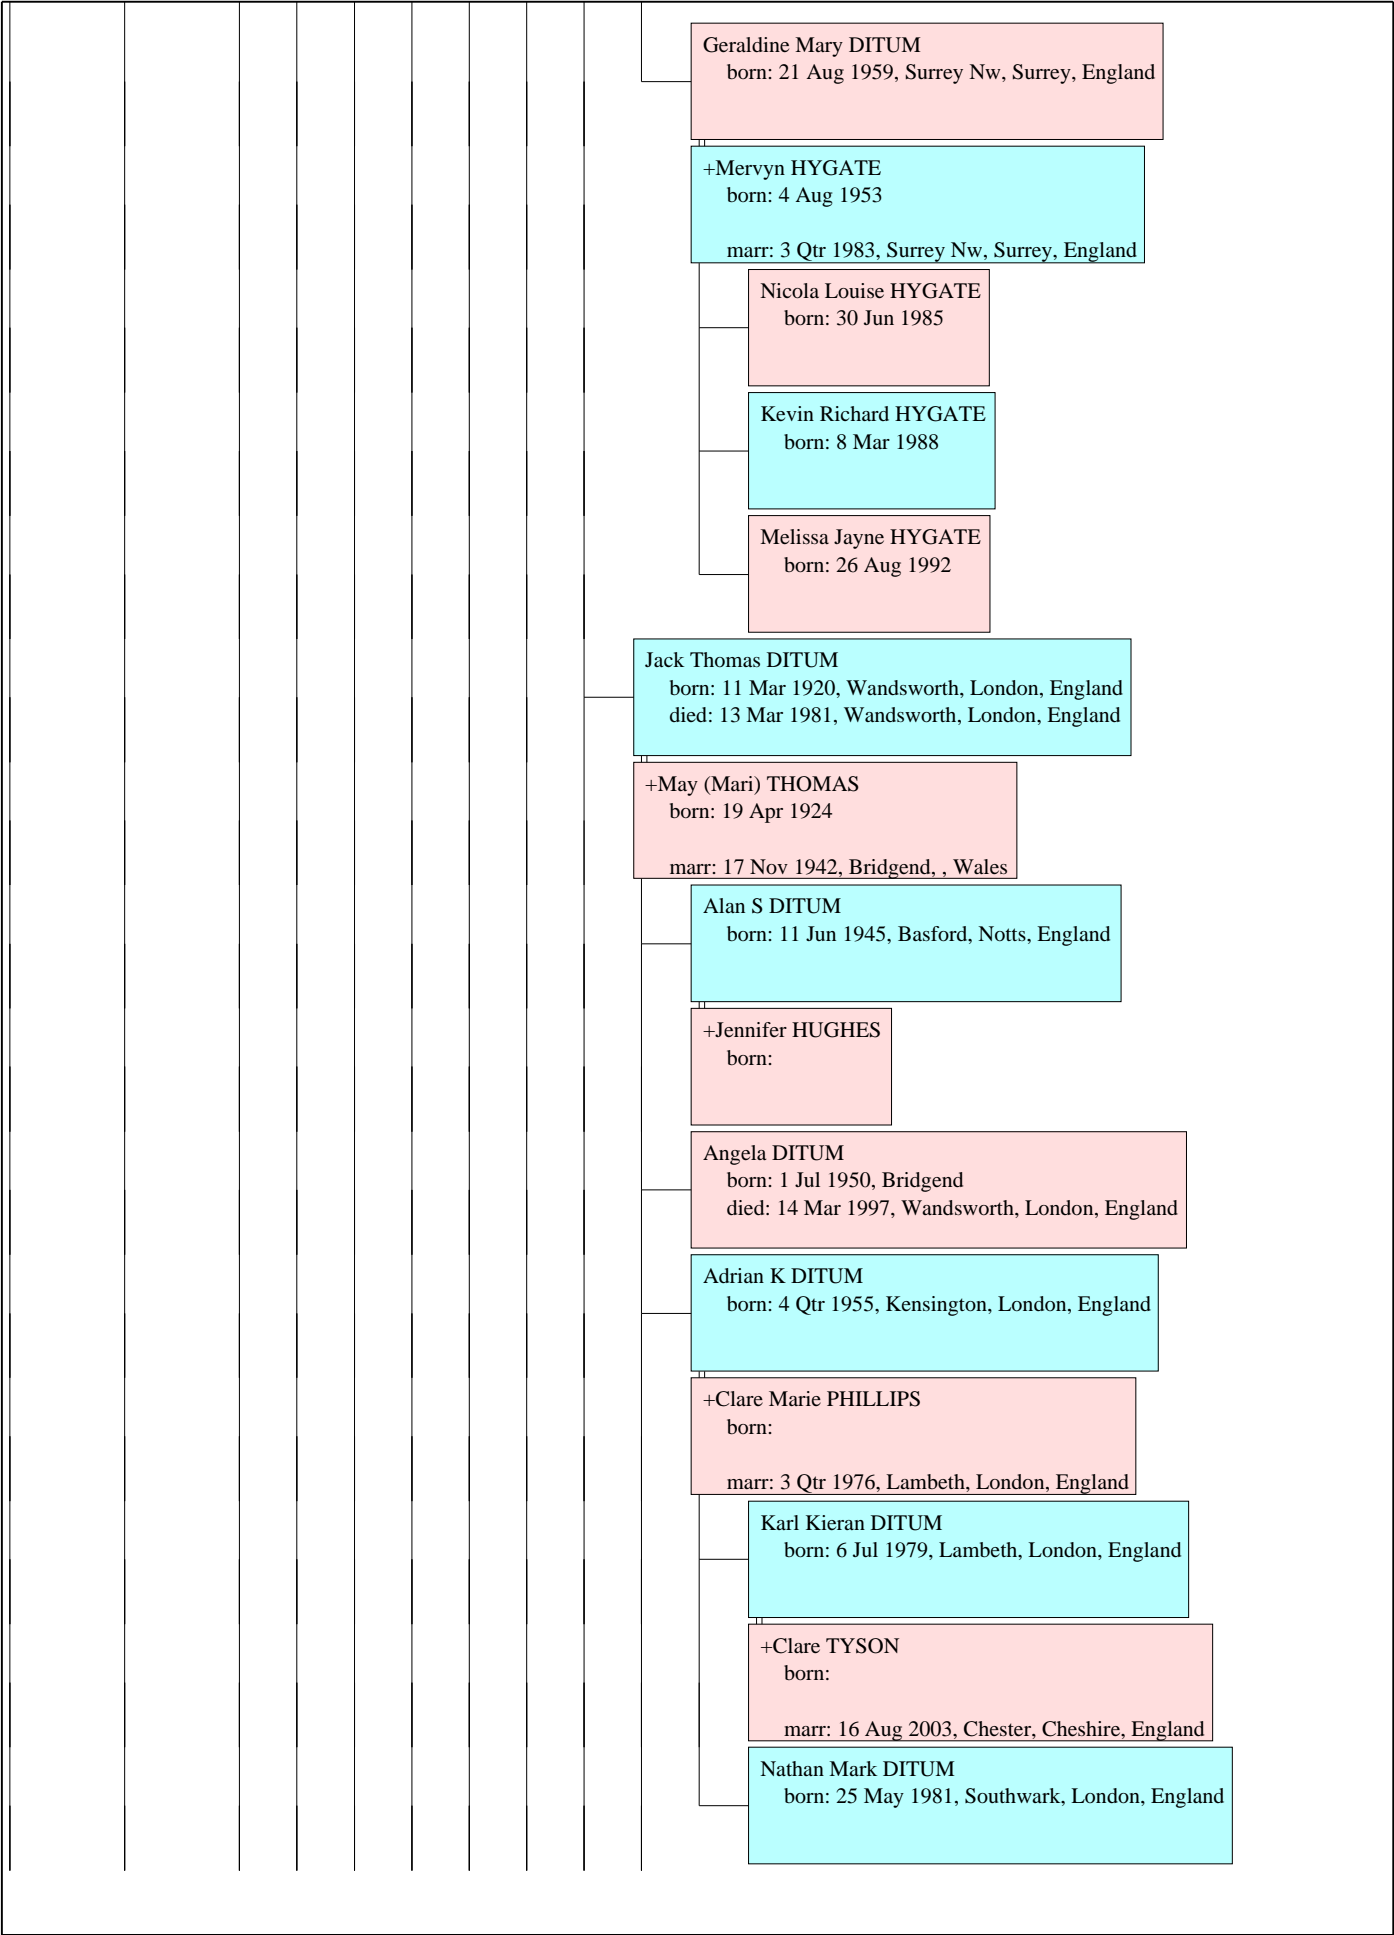 Geraldine Mary DITUM
born: 21 Aug 1959, Surrey Nw, Surrey, England
+Mervyn HYGATE
born: 4 Aug 1953
marr: 3 Qtr 1983, Surrey Nw, Surrey, England
Nicola Louise HYGATE
born: 30 Jun 1985
Kevin Richard HYGATE
born: 8 Mar 1988
Melissa Jayne HYGATE
born: 26 Aug 1992
Jack Thomas DITUM
born: 11 Mar 1920, Wandsworth, London, England
died: 13 Mar 1981, Wandsworth, London, England
+May (Mari) THOMAS
born: 19 Apr 1924
marr: 17 Nov 1942, Bridgend, , Wales
Alan S DITUM
born: 11 Jun 1945, Basford, Notts, England
+Jennifer HUGHES
born:
Angela DITUM
born: 1 Jul 1950, Bridgend
died: 14 Mar 1997, Wandsworth, London, England
Adrian K DITUM
born: 4 Qtr 1955, Kensington, London, England
+Clare Marie PHILLIPS
born:
marr: 3 Qtr 1976, Lambeth, London, England
Karl Kieran DITUM
born: 6 Jul 1979, Lambeth, London, England
+Clare TYSON
born:
marr: 16 Aug 2003, Chester, Cheshire, England
Nathan Mark DITUM
born: 25 May 1981, Southwark, London, England